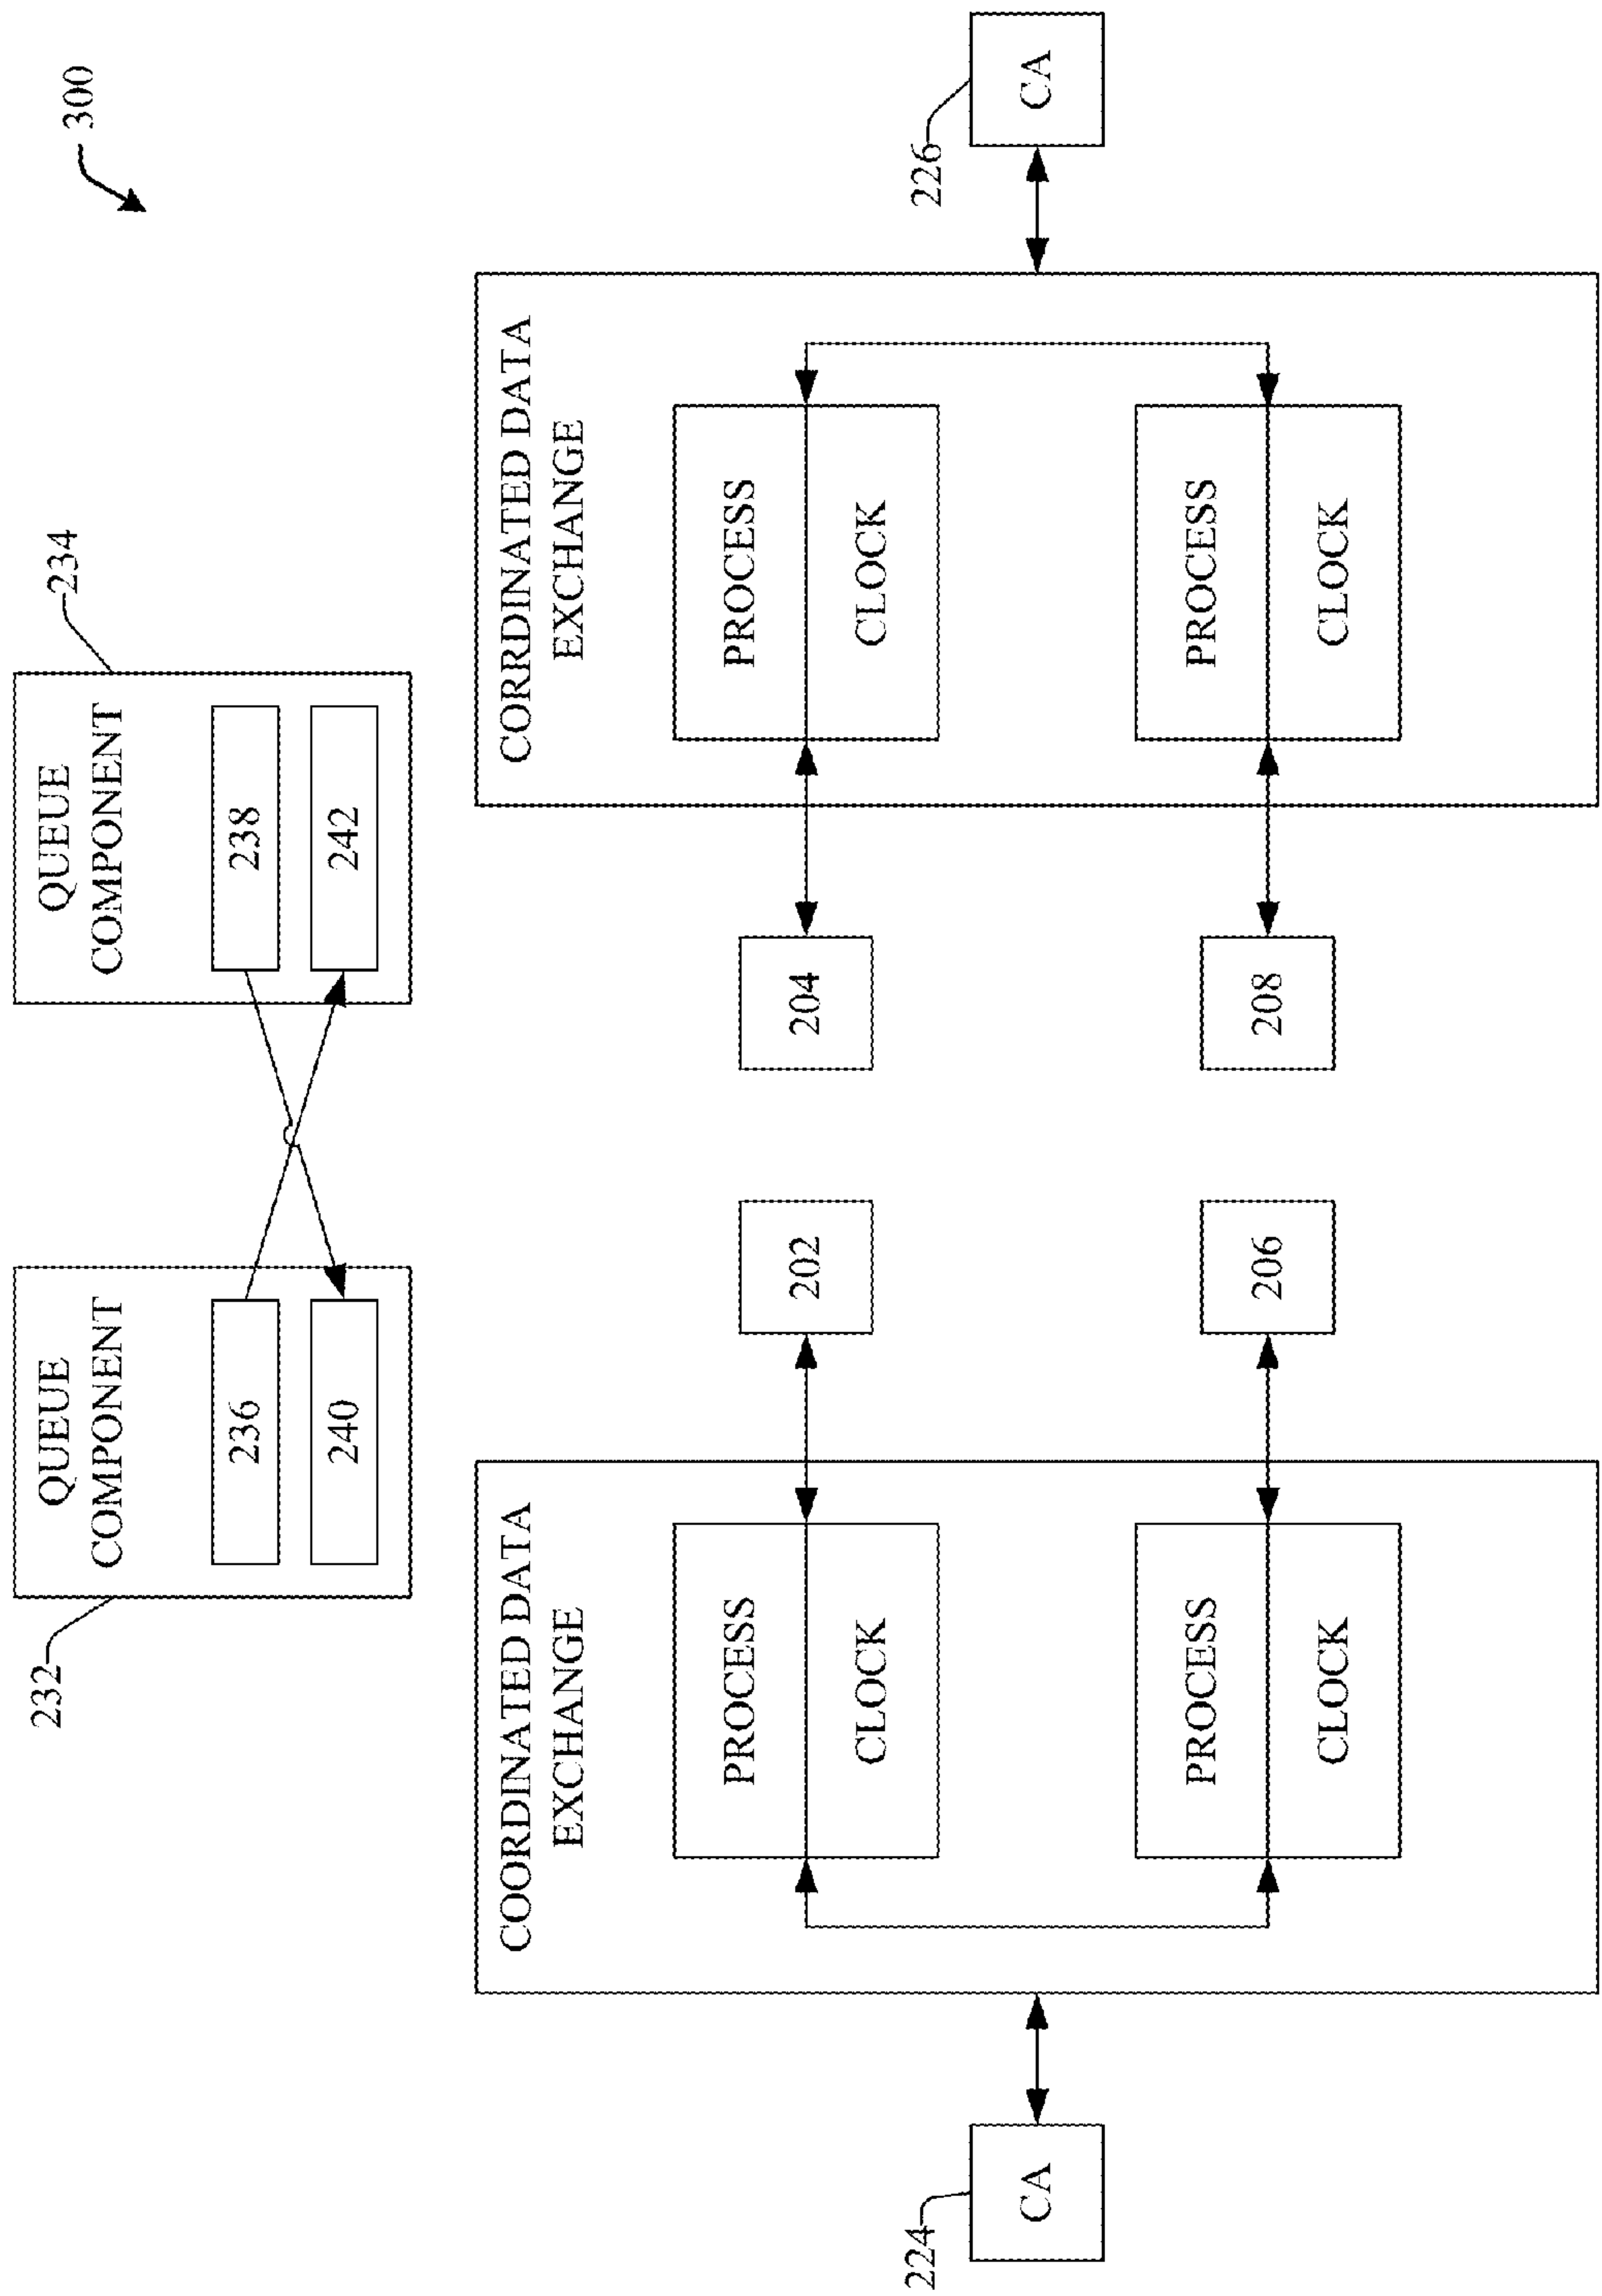 300
232
QUEUE
COMPONENT
236
240
234
QUEUE
COMPONENT
238
242
224
CA
COORDINATED DATA
EXCHANGE
PROCESS
CLOCK
PROCESS
CLOCK
202
206
204
208
CORRDINATED DATA
EXCHANGE
PROCESS
CLOCK
PROCESS
CLOCK
226
CA